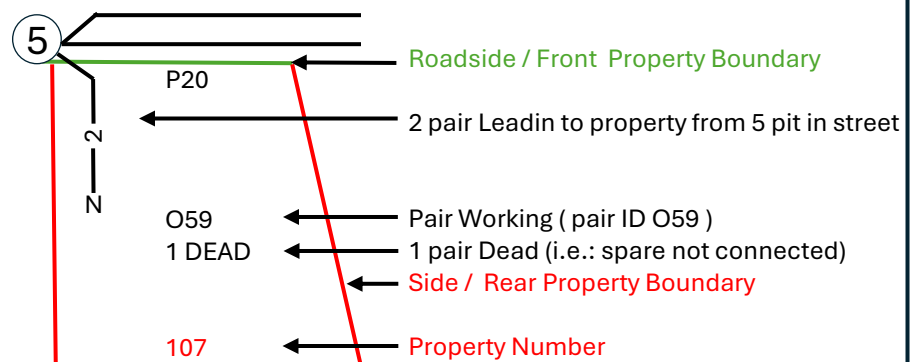 5
Roadside / Front Property Boundary
P20
2 pair Leadin to property from 5 pit in street
2
N
O59
Pair Working ( pair ID O59 )
1 DEAD
1 pair Dead (i.e.: spare not connected)
Side / Rear Property Boundary
107
Property Number